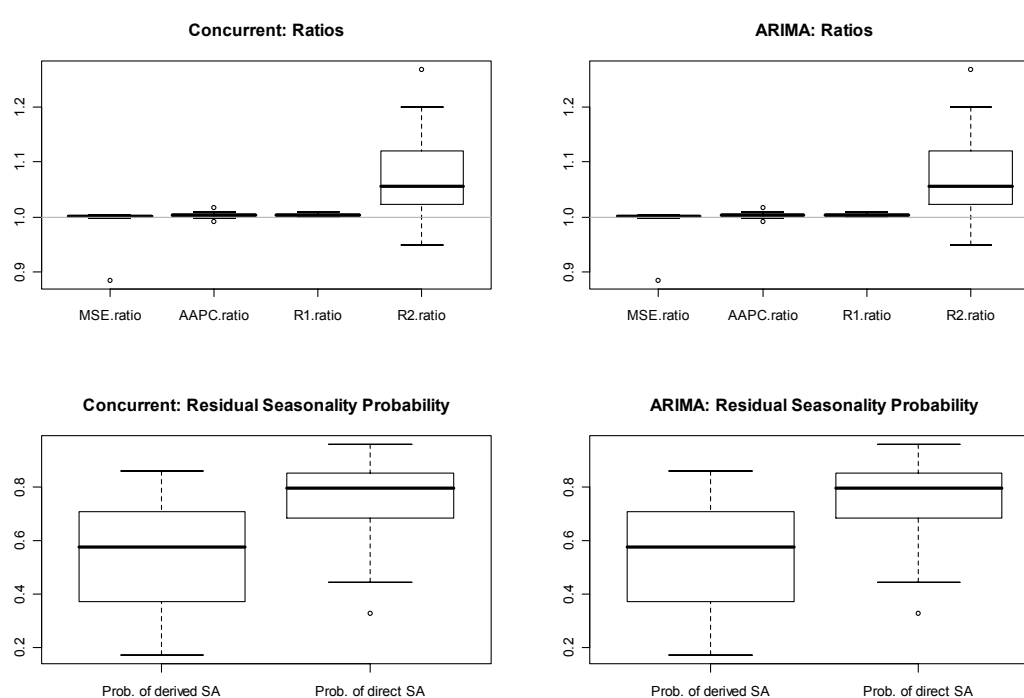 Concurrent: Ratios
1.2
1.1
1.0
0.9
MSE.ratio AAPC.ratio R1.ratio R2.ratio
ARIMA: Ratios
1.2
1.1
1.0
0.9
MSE.ratio AAPC.ratio R1.ratio R2.ratio
Concurrent: Residual Seasonality Probability
0.8
0.6
0.4
0.2
Prob. of derived SA Prob. of direct SA
ARIMA: Residual Seasonality Probability
0.8
0.6
0.4
0.2
Prob. of derived SA Prob. of direct SA